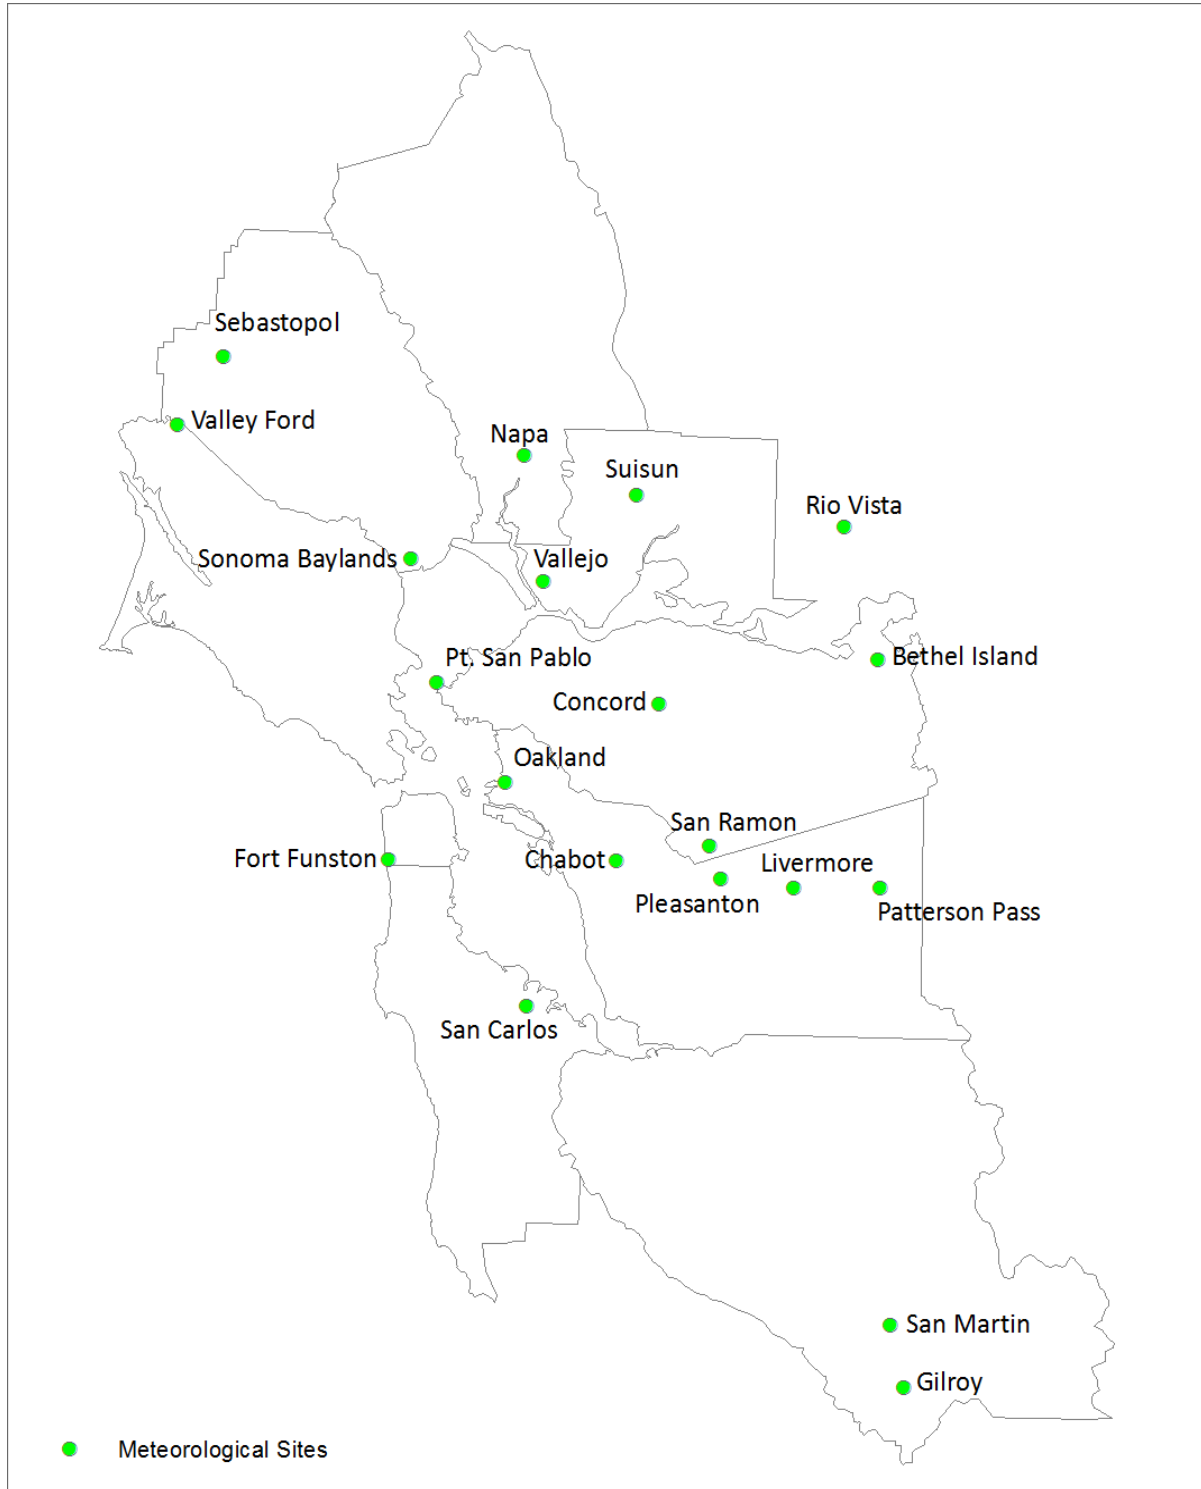 Sebastopol
Valley Ford
Napa
Suisun
Rio Vista
Sonoma Baylands
Vallejo
Pt. San Pablo
Bethel Island
Concord
Oakland
San Ramon
Fort Funston
Chabot
Livermore
Pleasanton
Patterson Pass
San Carlos
San Martin
Gilroy
Meteorological Sites